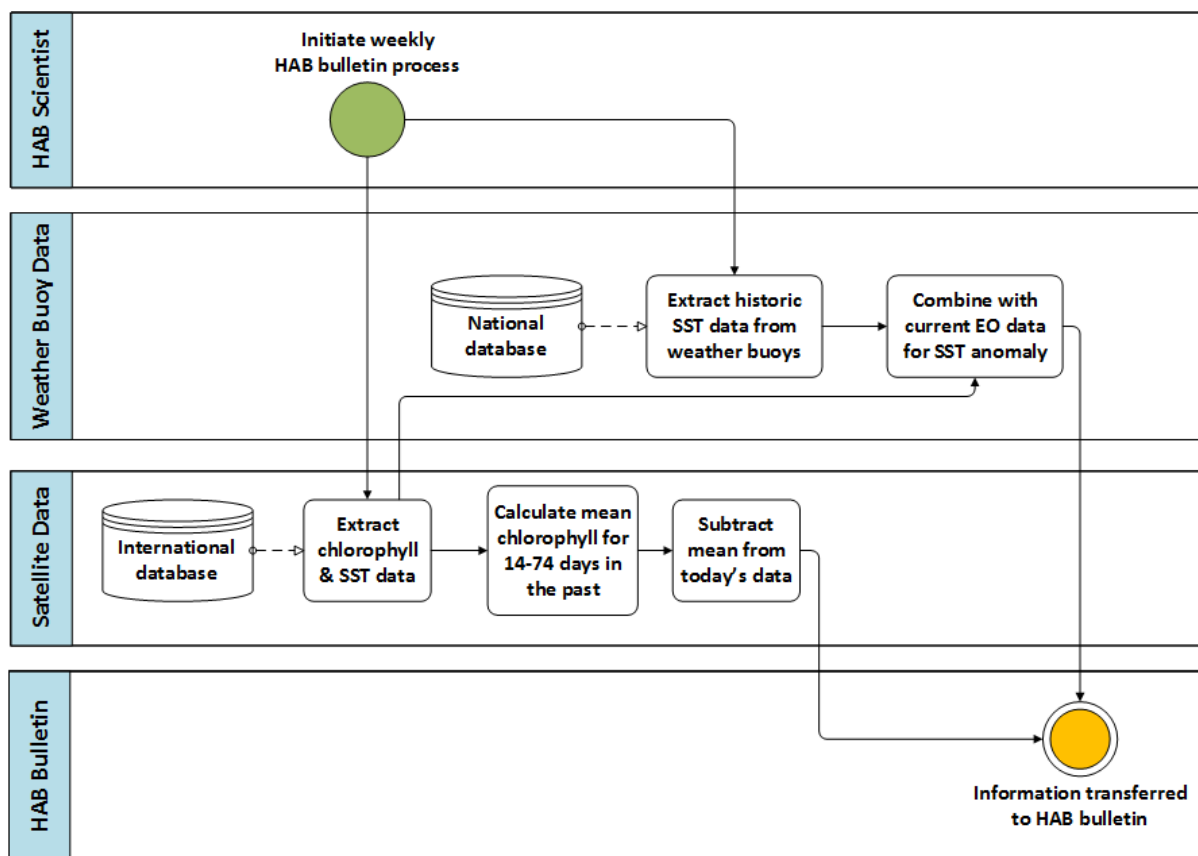 HAB Scientist
Initiate weekly
HAB bulletin process
Weather Buoy Data
National
database
Extract historic
SST data from
weather buoys
Combine with
current EO data
for SST anomaly
Satellite Data
International
database
Extract
chlorophyll
& SST data
Calculate mean
chlorophyll for
14-74 days in
the past
Subtract
mean from
today's data
HAB Bulletin
Information transferred
to HAB bulletin